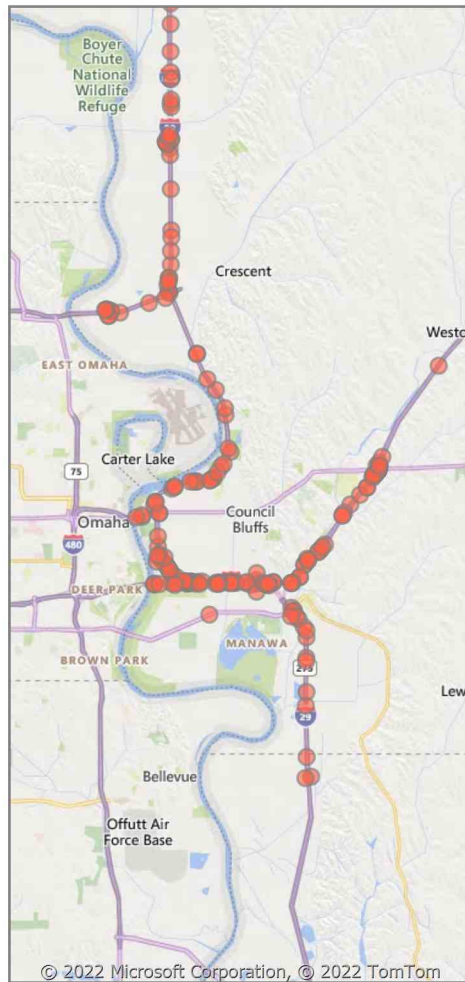 Boyer
Chute
National
Wildlife
Refuge
Crescent
Westo
EAST OMAHA
Carter Lake
75
Omaha
Council
Bluffs
480
DEER PARK
MANAWA
BROWN PARK
275
Lew
29
Bellevue
Offutt Air
Force Base
© 2022 Microsoft Corporation, © 2022 TomTom